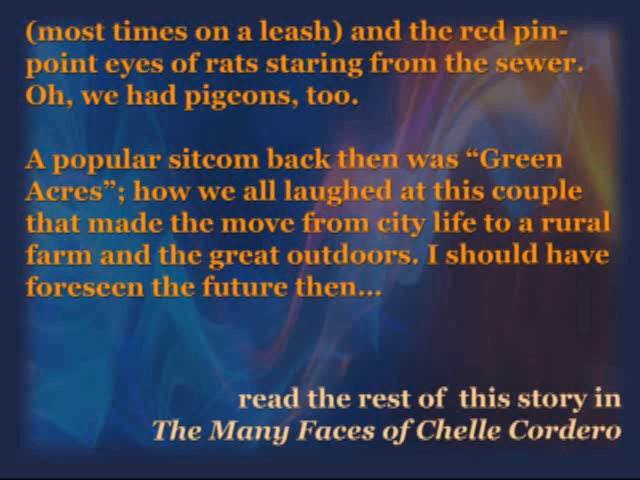 (most times on a leash) and the red pin-
point eyes of rats staring from the sewer.
Oh, we had pigeons, too.
A popular sitcom back then was “Green
Acres”; how we all laughed at this couple
that made the move from city life to a rural
farm and the great outdoors. I should have
foreseen the future then...
read the rest of  this story in
The Many Faces of Chelle Cordero